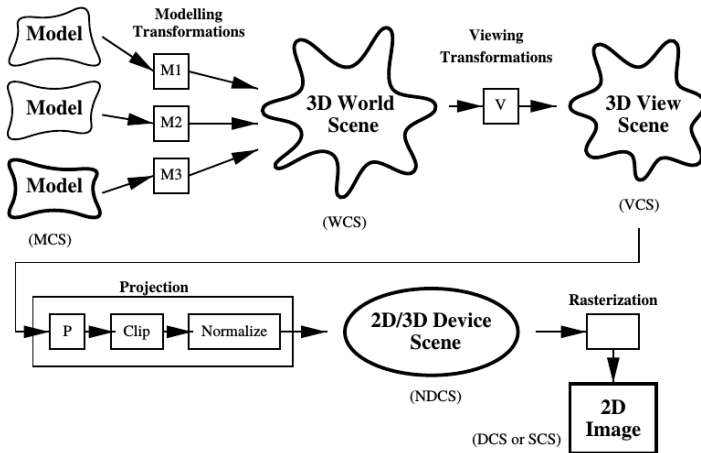 Model
Modelling
Transformations
M1
Model
M2
Model
M3
(MCS)
3D World
Scene
(WCS)
Viewing
Transformations
V
3D View
Scene
(VCS)
Projection
P
Clip
Normalize
2D/3D Device
Scene
(NDCS)
Rasterization
2D
Image
(DCS or SCS)